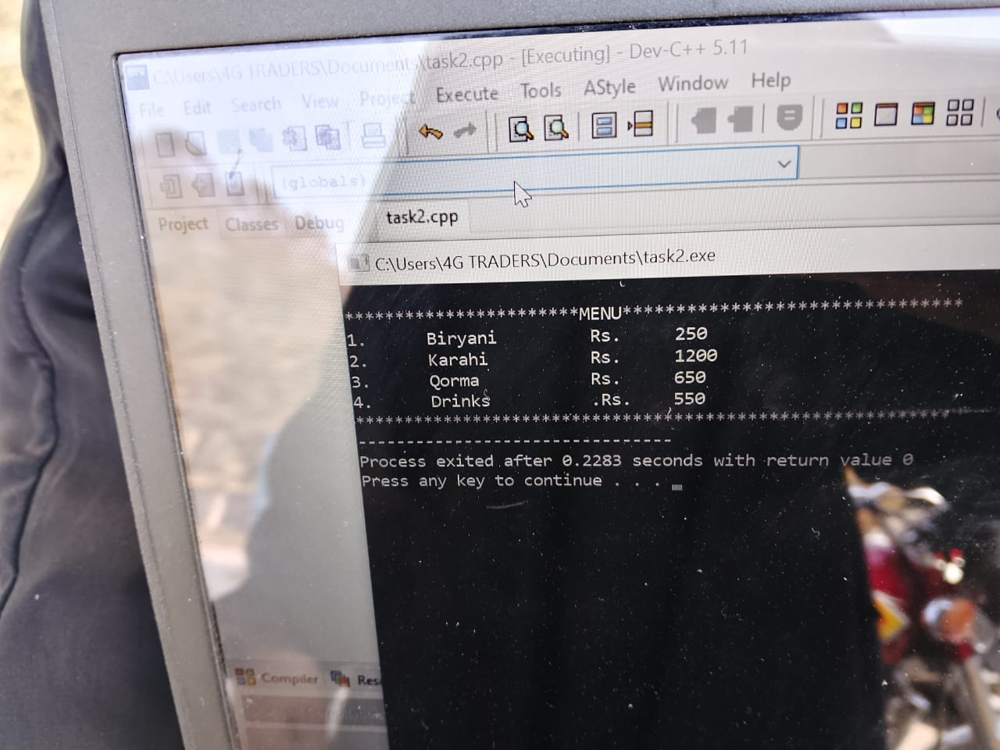 C:\Users\4G TRADERS\Documents\task2.cpp - [Executing] - Dev-C++ 5.11
File Edit Search View Project Execute Tools AStyle Window Help
(globals)
Project Classes Debug task2.cpp
C:\Users\4G TRADERS\Documents\task2.exe
***********************MENU**********************************
1. Biryani Rs. 250
2. Karahi Rs. 1200
3. Qorma Rs. 650
4. Drinks .Rs. 550
************************************************************
--------------------------------
Process exited after 0.2283 seconds with return value 0
Press any key to continue . . .
Compiler